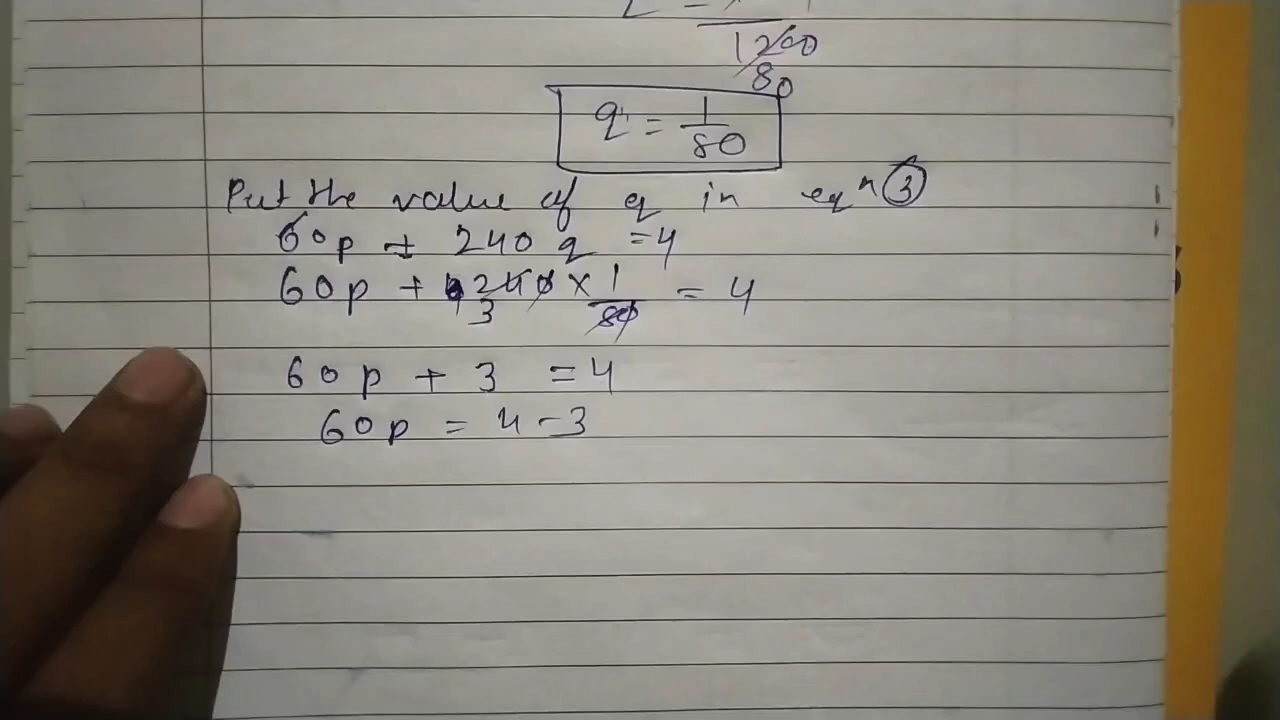 1200
80
q = 1/80
Put the value of q in eqn 3
60p + 240 q = 4
60p + 240 × 1/80 = 4
3
60p + 3 = 4
60p = 4 - 3